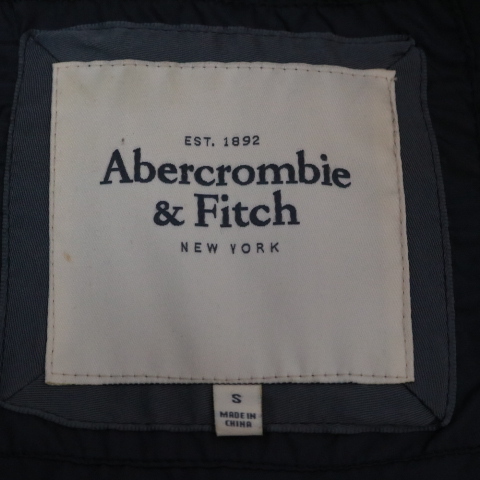 EST. 1892
Abercrombie
& Fitch
NEW YORK
S
MADE IN
CHINA